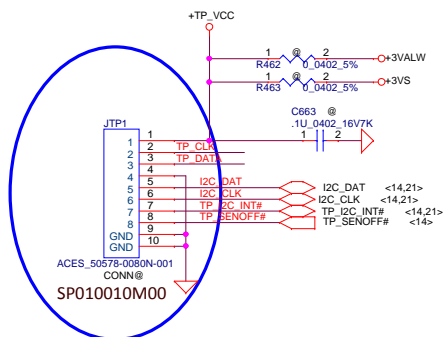 +TP_VCC
1 @ 2
R462 0_0402_5% +3VALW
1 @ 2
R463 0_0402_5% +3VS
C663 @
.1U_0402_16V7K
1 2
JTP1
1 1
2 2 TP_CLK
3 3 TP_DATA
4 4
5 5 I2C_DAT I2C_DAT <14,21>
6 6 I2C_CLK I2C_CLK <14,21>
7 7 TP_I2C_INT# TP_I2C_INT# <14,21>
8 8 TP_SENOFF# TP_SENOFF# <14>
GND 9
GND 10
ACES_50578-0080N-001
CONN@
SP010010M00